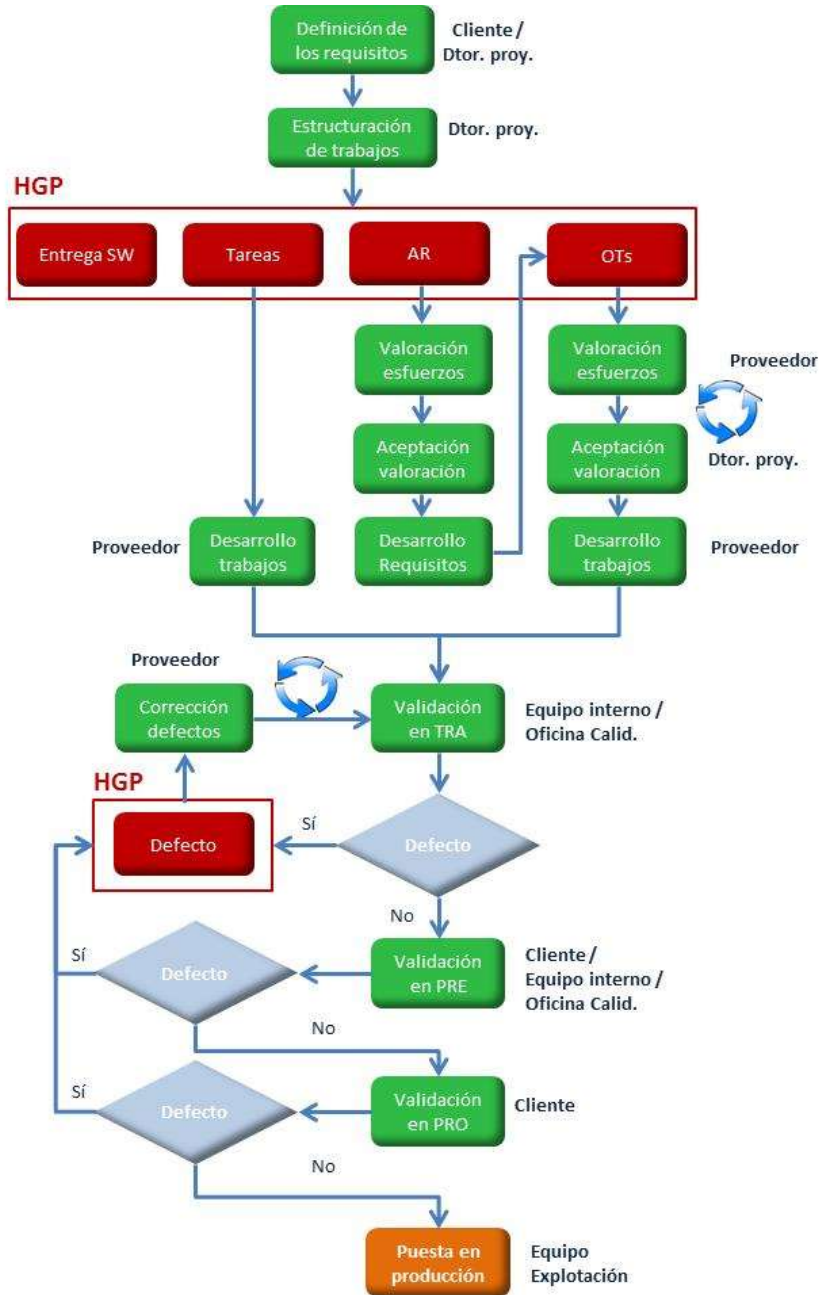 Definición de
los requisitos
Cliente /
Dtor. proy.
Estructuración
de trabajos
Dtor. proy.
HGP
Entrega SW
Tareas
AR
OTs
Valoración
esfuerzos
Valoración
esfuerzos
Proveedor
Aceptación
valoración
Aceptación
valoración
Dtor. proy.
Proveedor
Desarrollo
trabajos
Desarrollo
Requisitos
Desarrollo
trabajos
Proveedor
Proveedor
Corrección
defectos
Validación
en TRA
Equipo interno /
Oficina Calid.
HGP
Defecto
Sí
Defecto
No
Sí
Defecto
Validación
en PRE
Cliente /
Equipo interno /
Oficina Calid.
No
Sí
Defecto
Validación
en PRO
Cliente
No
Puesta en
producción
Equipo
Explotación